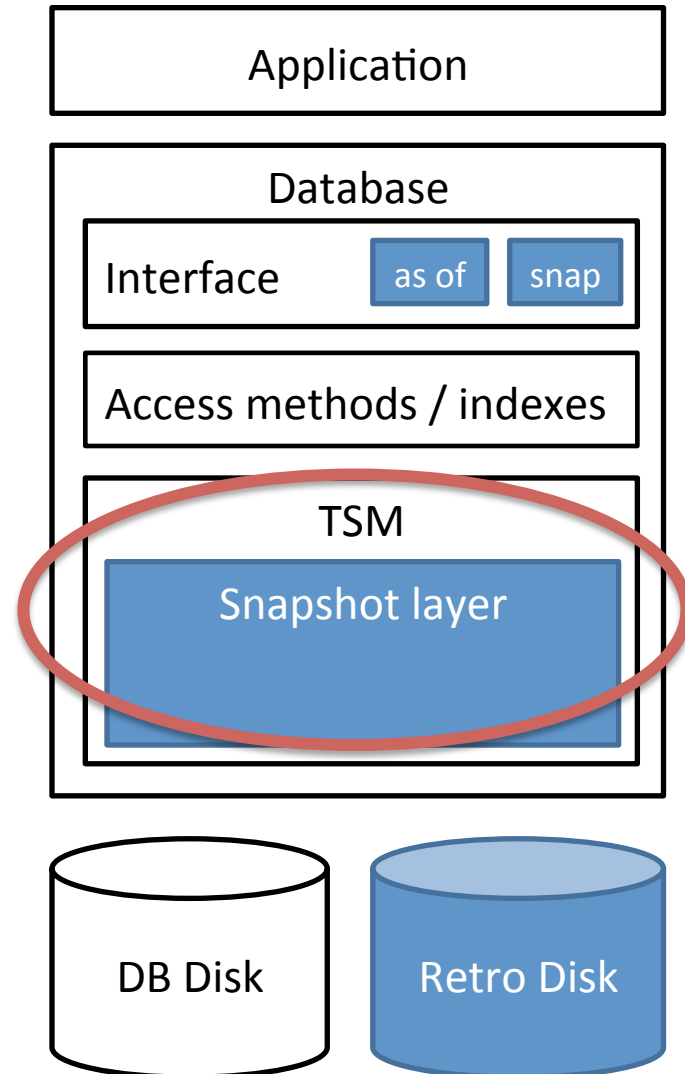 Application
Database
Interface as of snap
Access methods / indexes
TSM
Snapshot layer
DB Disk Retro Disk